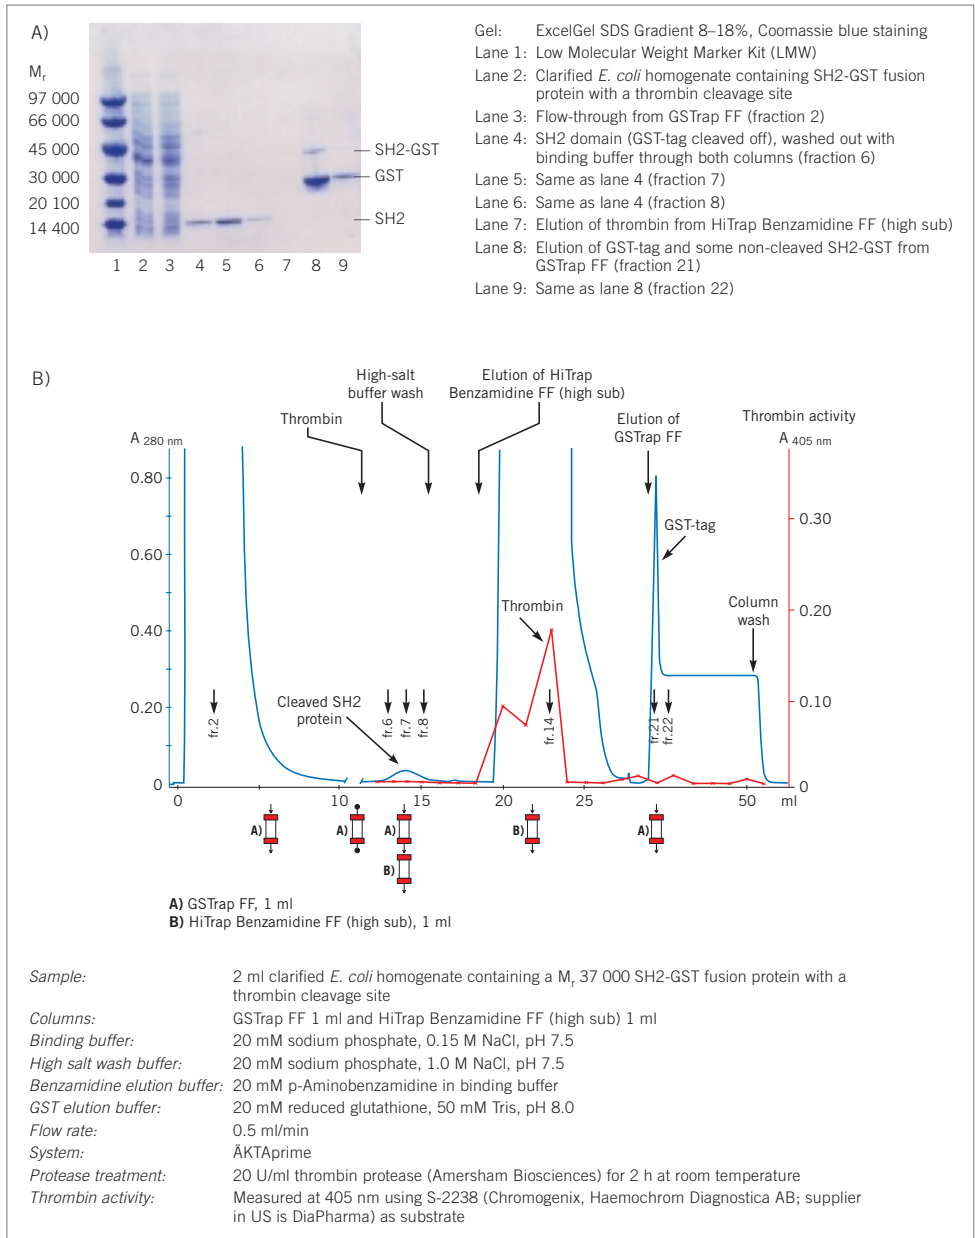 A)
M r
97 000
66 000
45 000
30 000
20 100
14 400
SH2-GST
GST
SH2
1 2 3 4 5 6 7 8 9
Gel: ExcelGel SDS Gradient 8–18%, Coomassie blue staining
Lane 1: Low Molecular Weight Marker Kit (LMW)
Lane 2: Clarified E. coli homogenate containing SH2-GST fusion
protein with a thrombin cleavage site
Lane 3: Flow-through from GSTrap FF (fraction 2)
Lane 4: SH2 domain (GST-tag cleaved off), washed out with
binding buffer through both columns (fraction 6)
Lane 5: Same as lane 4 (fraction 7)
Lane 6: Same as lane 4 (fraction 8)
Lane 7: Elution of thrombin from HiTrap Benzamidine FF (high sub)
Lane 8: Elution of GST-tag and some non-cleaved SH2-GST from
GSTrap FF (fraction 21)
Lane 9: Same as lane 8 (fraction 22)
B)
High-salt
buffer wash
Elution of HiTrap
Benzamidine FF (high sub)
Thrombin
Elution of
GSTrap FF
Thrombin activity
A 280 nm
A 405 nm
0.80
0.60
0.40
0.20
0
0.30
0.20
0.10
0
GST-tag
Thrombin
Column
wash
Cleaved SH2
protein
fr.2
fr.6
fr.7
fr.8
fr.14
fr.21
fr.22
0 10 15 20 25 50 ml
A) A) A) B) A)
B)
A) GSTrap FF, 1 ml
B) HiTrap Benzamidine FF (high sub), 1 ml
Sample: 2 ml clarified E. coli homogenate containing a Mr 37 000 SH2-GST fusion protein with a
thrombin cleavage site
Columns: GSTrap FF 1 ml and HiTrap Benzamidine FF (high sub) 1 ml
Binding buffer: 20 mM sodium phosphate, 0.15 M NaCl, pH 7.5
High salt wash buffer: 20 mM sodium phosphate, 1.0 M NaCl, pH 7.5
Benzamidine elution buffer: 20 mM p-Aminobenzamidine in binding buffer
GST elution buffer: 20 mM reduced glutathione, 50 mM Tris, pH 8.0
Flow rate: 0.5 ml/min
System: ÄKTAprime
Protease treatment: 20 U/ml thrombin protease (Amersham Biosciences) for 2 h at room temperature
Thrombin activity: Measured at 405 nm using S-2238 (Chromogenix, Haemochrom Diagnostica AB; supplier
in US is DiaPharma) as substrate